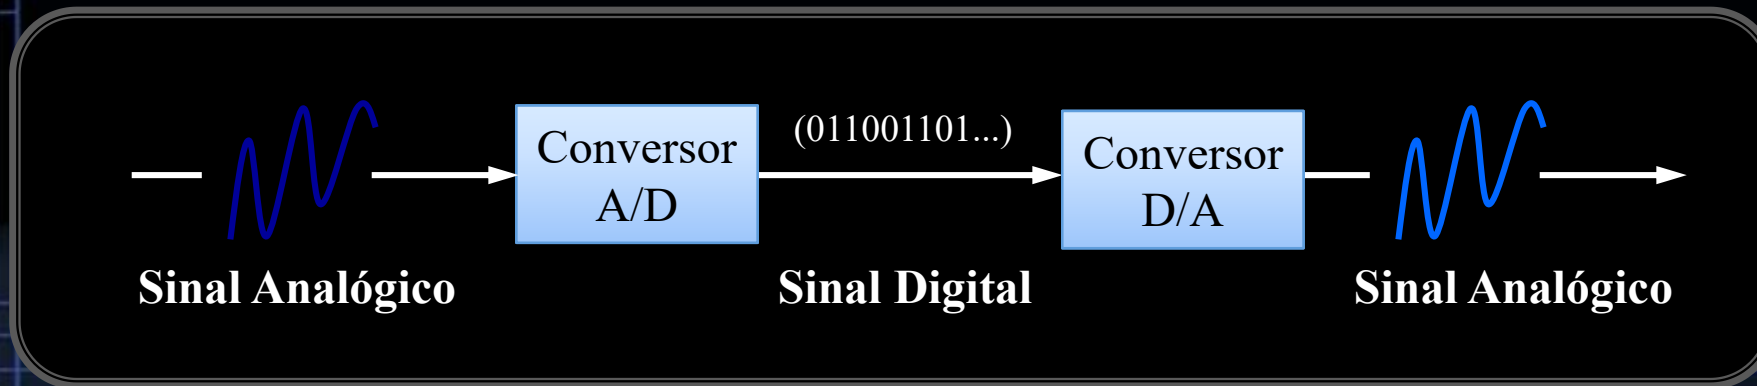 Conversor
A/D
(011001101...)
Conversor
D/A
Sinal Analógico
Sinal Digital
Sinal Analógico